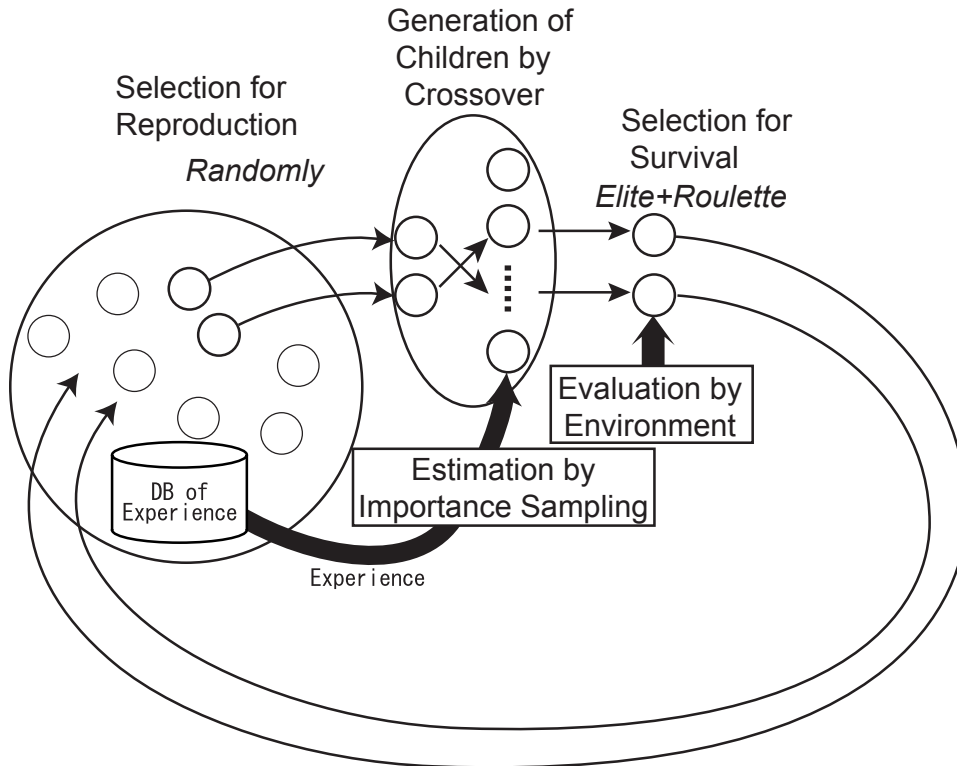 Generation of
Children by
Crossover
Selection for
Reproduction
Randomly
Selection for
Survival
Elite+Roulette
Evaluation by
Environment
Estimation by
Importance Sampling
DB of
Experience
Experience